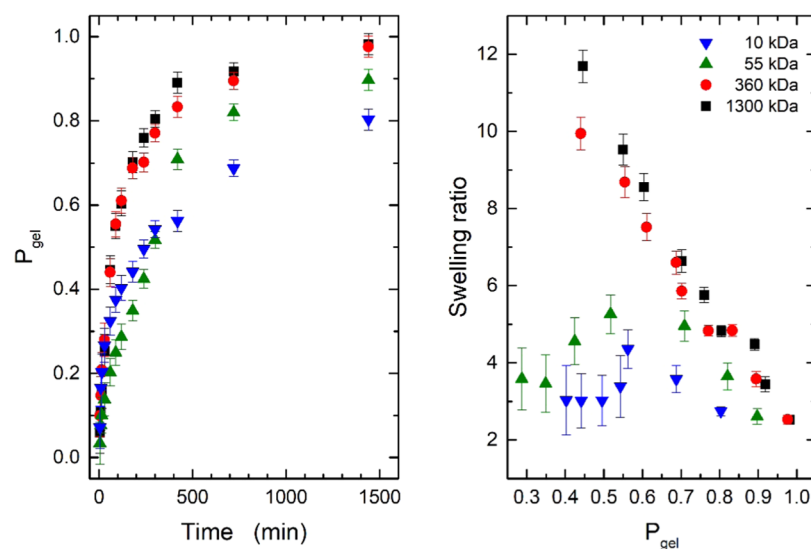 1.0
0.8
0.6
0.4
0.2
0.0
P_gel
0 500 1000 1500
Time (min)
12
10
8
6
4
2
Swelling ratio
10 kDa
55 kDa
360 kDa
1300 kDa
0.3 0.4 0.5 0.6 0.7 0.8 0.9 1.0
P_gel